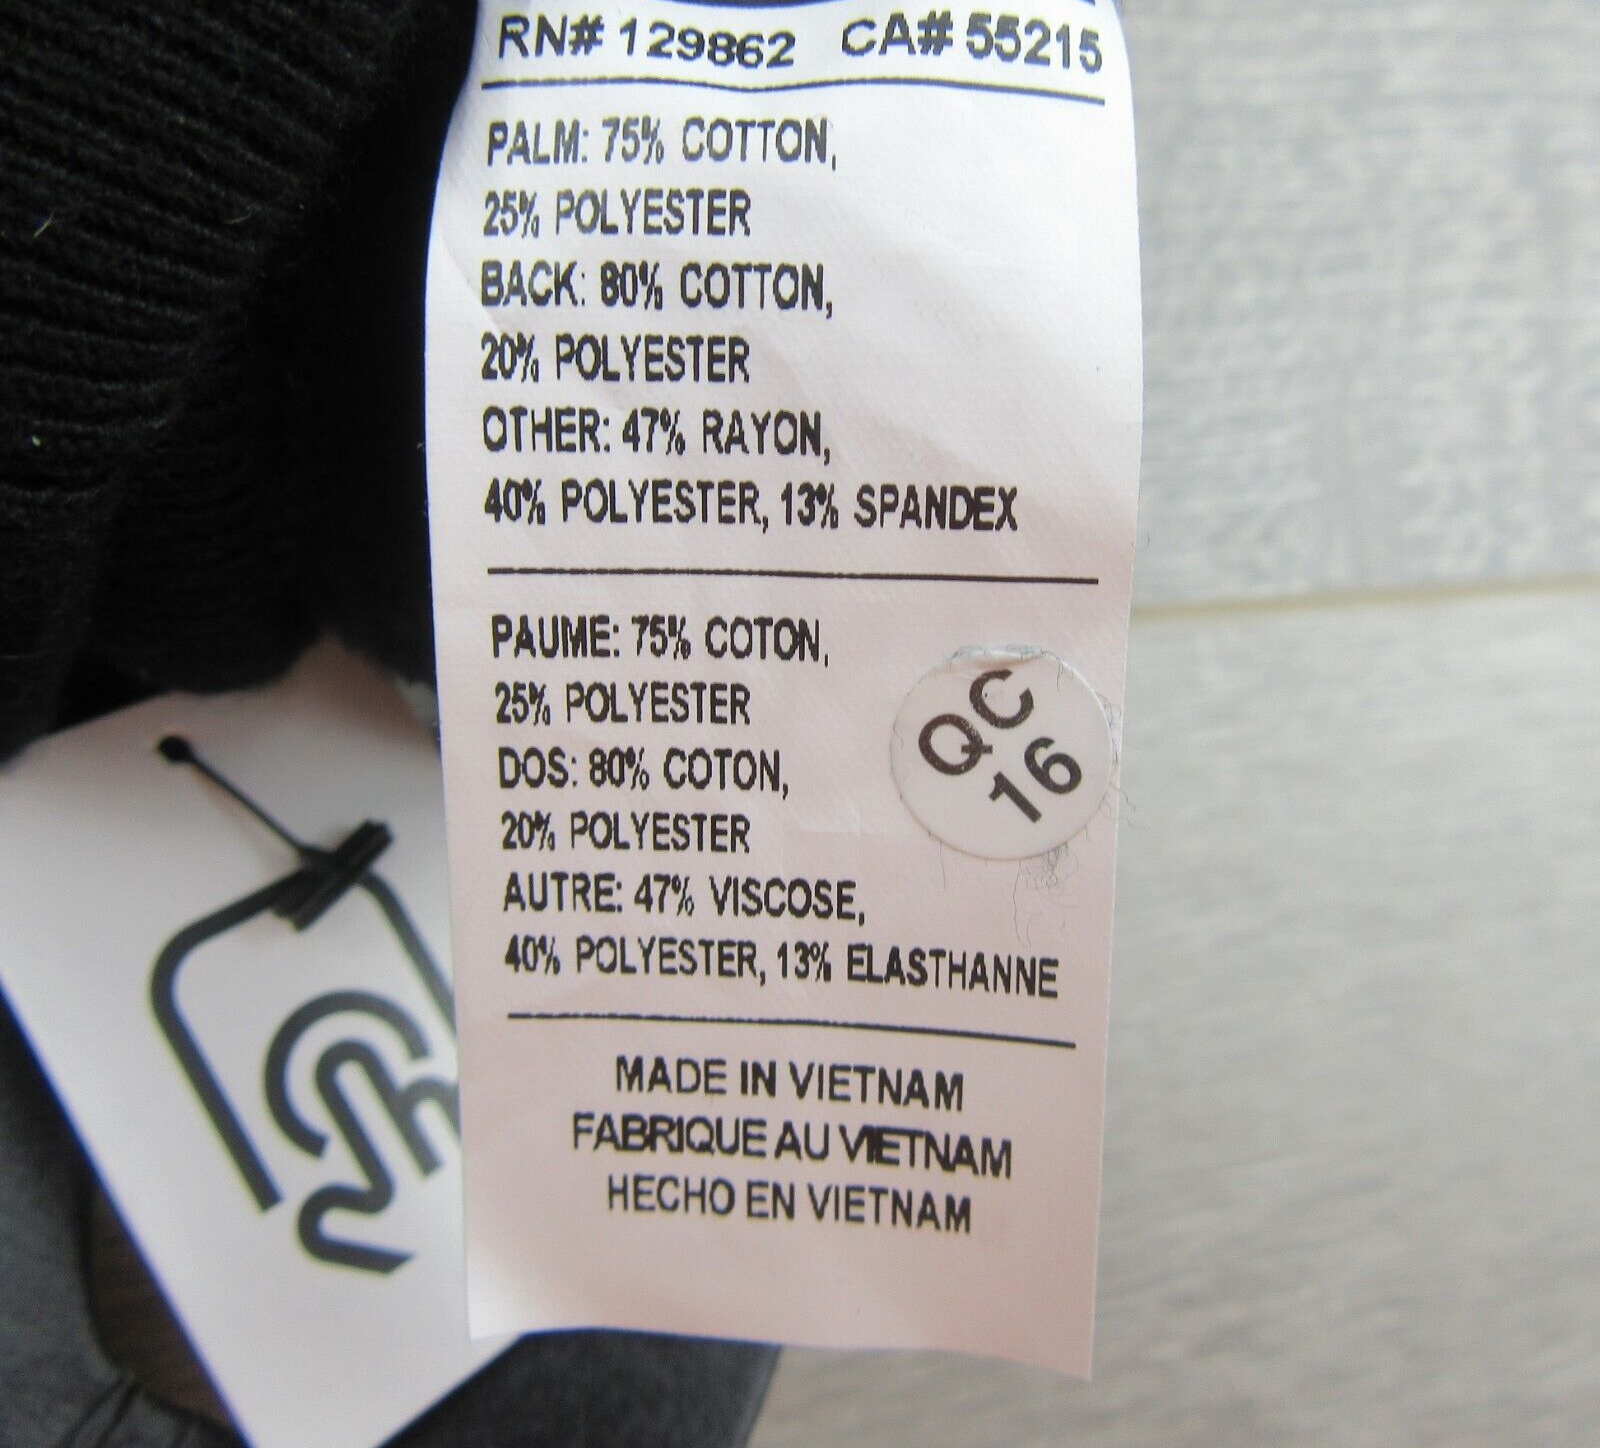 RN# 129862 CA# 55215
PALM: 75% COTTON,
25% POLYESTER
BACK: 80% COTTON,
20% POLYESTER
OTHER: 47% RAYON,
40% POLYESTER, 13% SPANDEX
PAUME: 75% COTON,
25% POLYESTER
DOS: 80% COTON,
20% POLYESTER
AUTRE: 47% VISCOSE,
40% POLYESTER, 13% ELASTHANNE
QC
16
MADE IN VIETNAM
FABRIQUE AU VIETNAM
HECHO EN VIETNAM